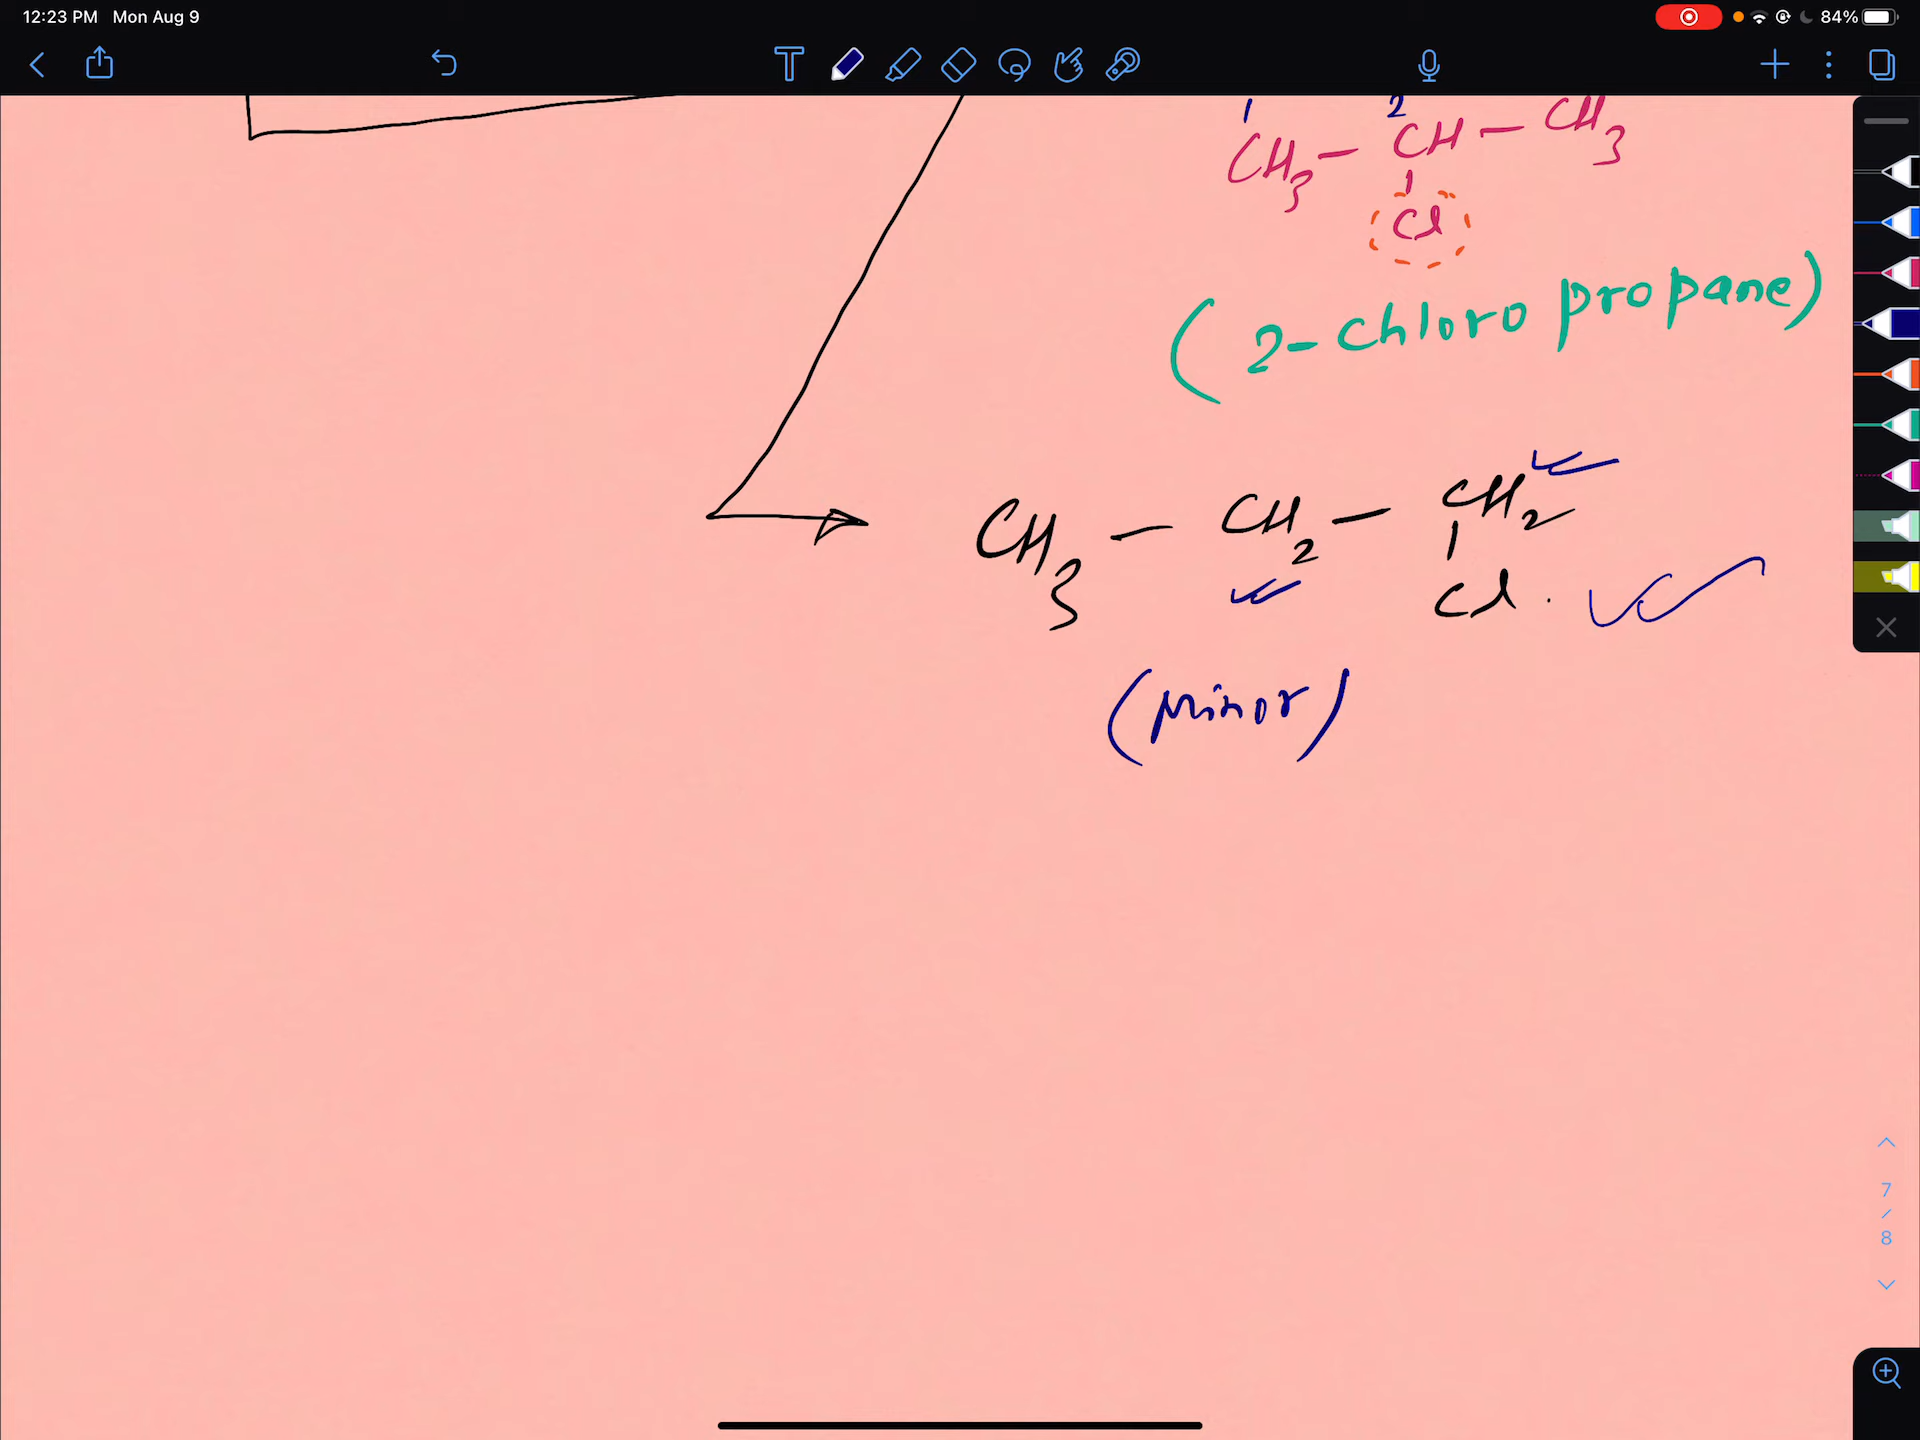 12:23 PM Mon Aug 9
84%
T
1 2
CH3 - CH - CH3
Cl
(2-chloro propane)
CH3 - CH2 - CH2
Cl.
(Minor)
7
/
8